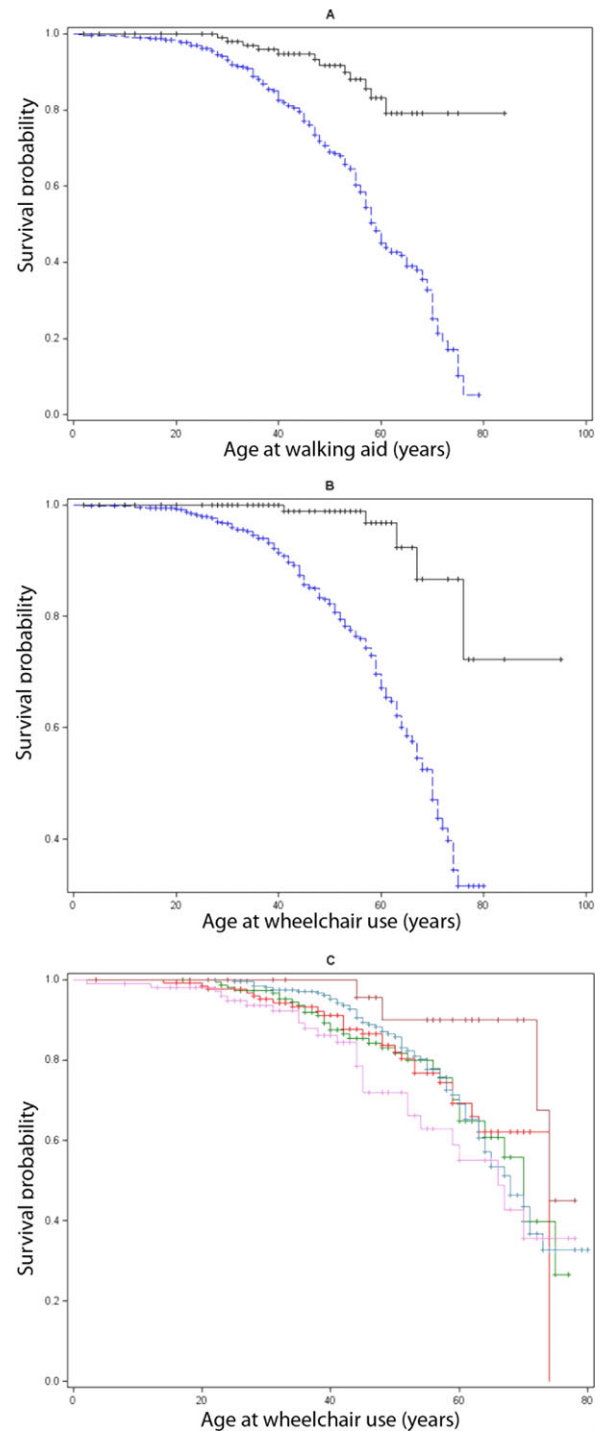 A
1.0
0.8
0.6
0.4
0.2
0.0
Survival probability
0 20 40 60 80 100
Age at walking aid (years)
B
1.0
0.8
0.6
0.4
Survival probability
0 20 40 60 80 100
Age at wheelchair use (years)
C
1.0
0.8
0.6
0.4
0.2
0.0
Survival probability
0 20 40 60 80
Age at wheelchair use (years)